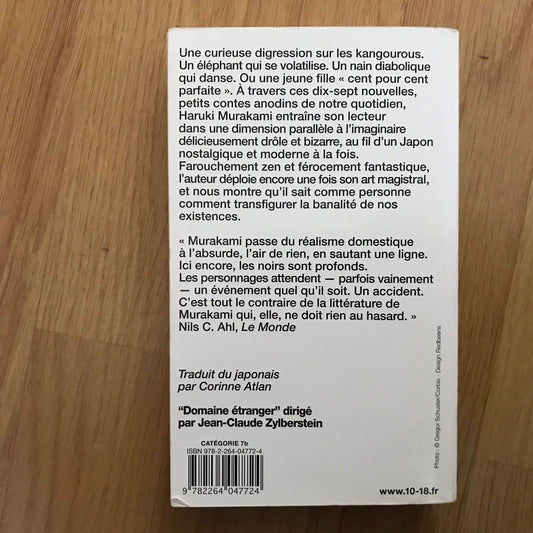 Une curieuse digression sur les kangourous.
Un éléphant qui se volatilise. Un nain diabolique
qui danse. Ou une jeune fille « cent pour cent
parfaite ». À travers ces dix-sept nouvelles,
petits contes anodins de notre quotidien,
Haruki Murakami entraîne son lecteur
dans une dimension parallèle à l'imaginaire
délicieusement drôle et bizarre, au fil d'un Japon
nostalgique et moderne à la fois.
Farouchement zen et férocement fantastique,
l'auteur déploie encore une fois son art magistral,
et nous montre qu'il sait comme personne
comment transfigurer la banalité de nos
existences.
« Murakami passe du réalisme domestique
à l'absurde, l'air de rien, en sautant une ligne.
Ici encore, les noirs sont profonds.
Les personnages attendent — parfois vainement
— un événement quel qu'il soit. Un accident.
C'est tout le contraire de la littérature de
Murakami qui, elle, ne doit rien au hasard. »
Nils C. Ahl, Le Monde
Traduit du japonais
par Corinne Atlan
"Domaine étranger" dirigé
par Jean-Claude Zylberstein
CATÉGORIE 7b
ISBN 978-2-264-04772-4
9 782264 047724
www.10-18.fr
Photo : © Gregor Schuster/Corbis - Design Redbeans